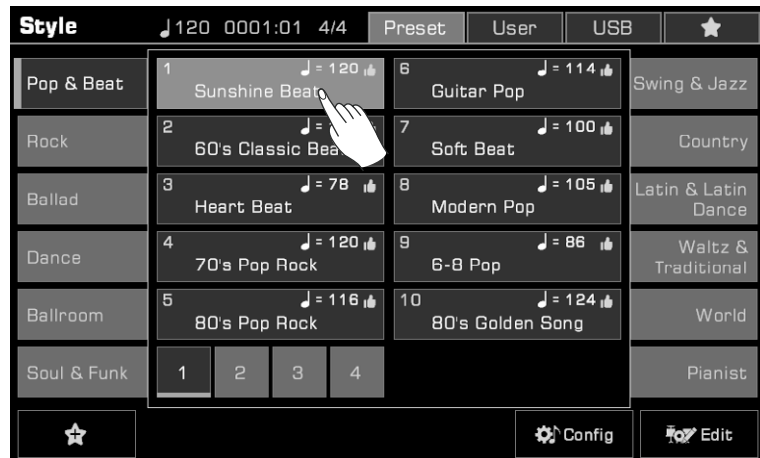 Style
120 0001:01 4/4
Preset
User
USB
Pop & Beat
Rock
Ballad
Dance
Ballroom
Soul & Funk
1 = 120
Sunshine Beat
2 =
60's Classic Bea
3 = 78
Heart Beat
4 = 120
70's Pop Rock
5 = 116
80's Pop Rock
6 = 114
Guitar Pop
7 = 100
Soft Beat
8 = 105
Modern Pop
9 = 86
6-8 Pop
10 = 124
80's Golden Song
1 2 3 4
Swing & Jazz
Country
Latin & Latin
Dance
Waltz &
Traditional
World
Pianist
Config
Edit